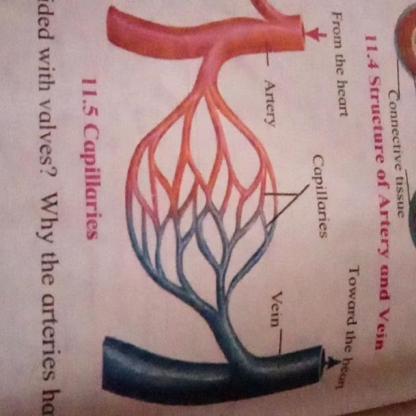 Connective tissue
11.4 Structure of Artery and Vein
From the heart
Toward the heart
Capillaries
Artery
Vein
11.5 Capillaries
ided with valves? Why the arteries ha